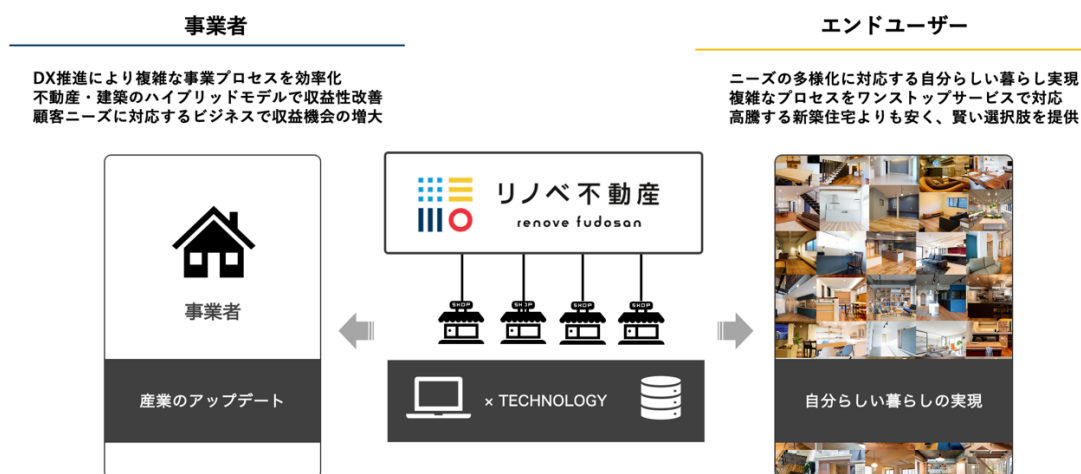 事業者
DX推進により複雑な事業プロセスを効率化
不動産・建築のハイブリッドモデルで収益性改善
顧客ニーズに対応するビジネスで収益機会の増大
事業者
産業のアップデート
リノベ不動産
renove fudosan
SHOP SHOP SHOP SHOP
× TECHNOLOGY
エンドユーザー
ニーズの多様化に対応する自分らしい暮らし実現
複雑なプロセスをワンストップサービスで対応
高騰する新築住宅よりも安く、賢い選択肢を提供
自分らしい暮らしの実現